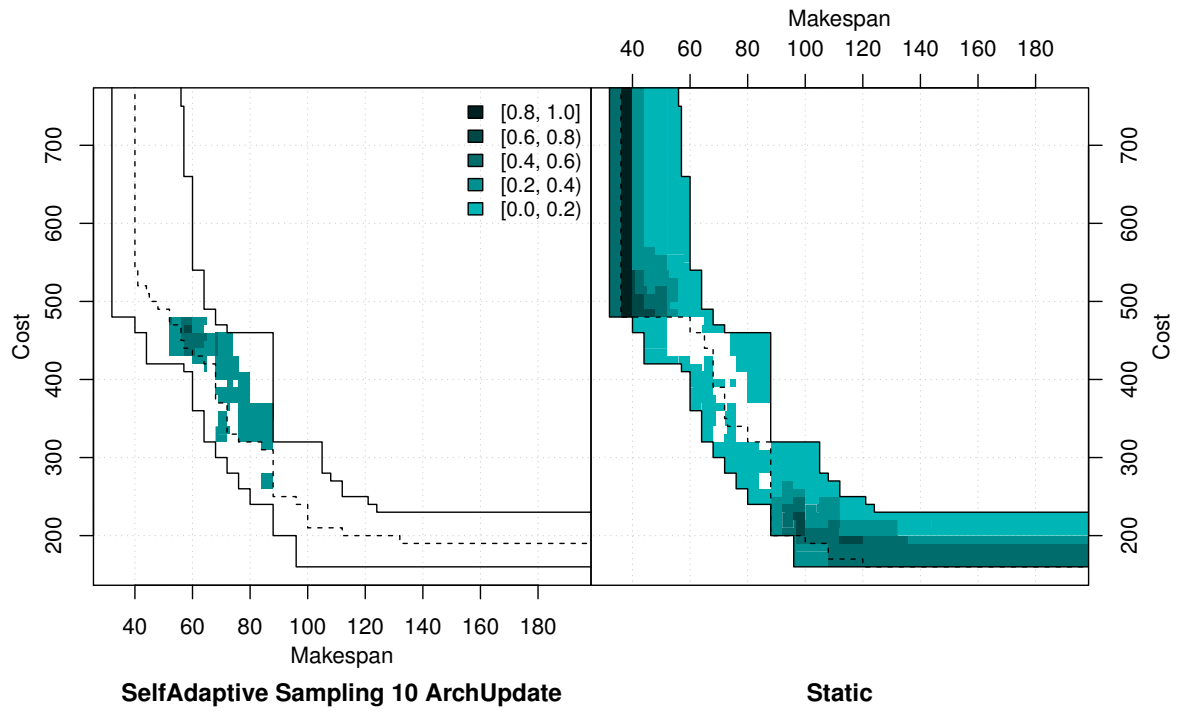 Makespan
40 60 80 100 120 140 160 180
[0.8, 1.0]
[0.6, 0.8)
[0.4, 0.6)
[0.2, 0.4)
[0.0, 0.2)
700
600
500
400
300
200
Cost
700
600
500
400
300
200
Cost
40 60 80 100 120 140 160 180
Makespan
SelfAdaptive Sampling 10 ArchUpdate
Static